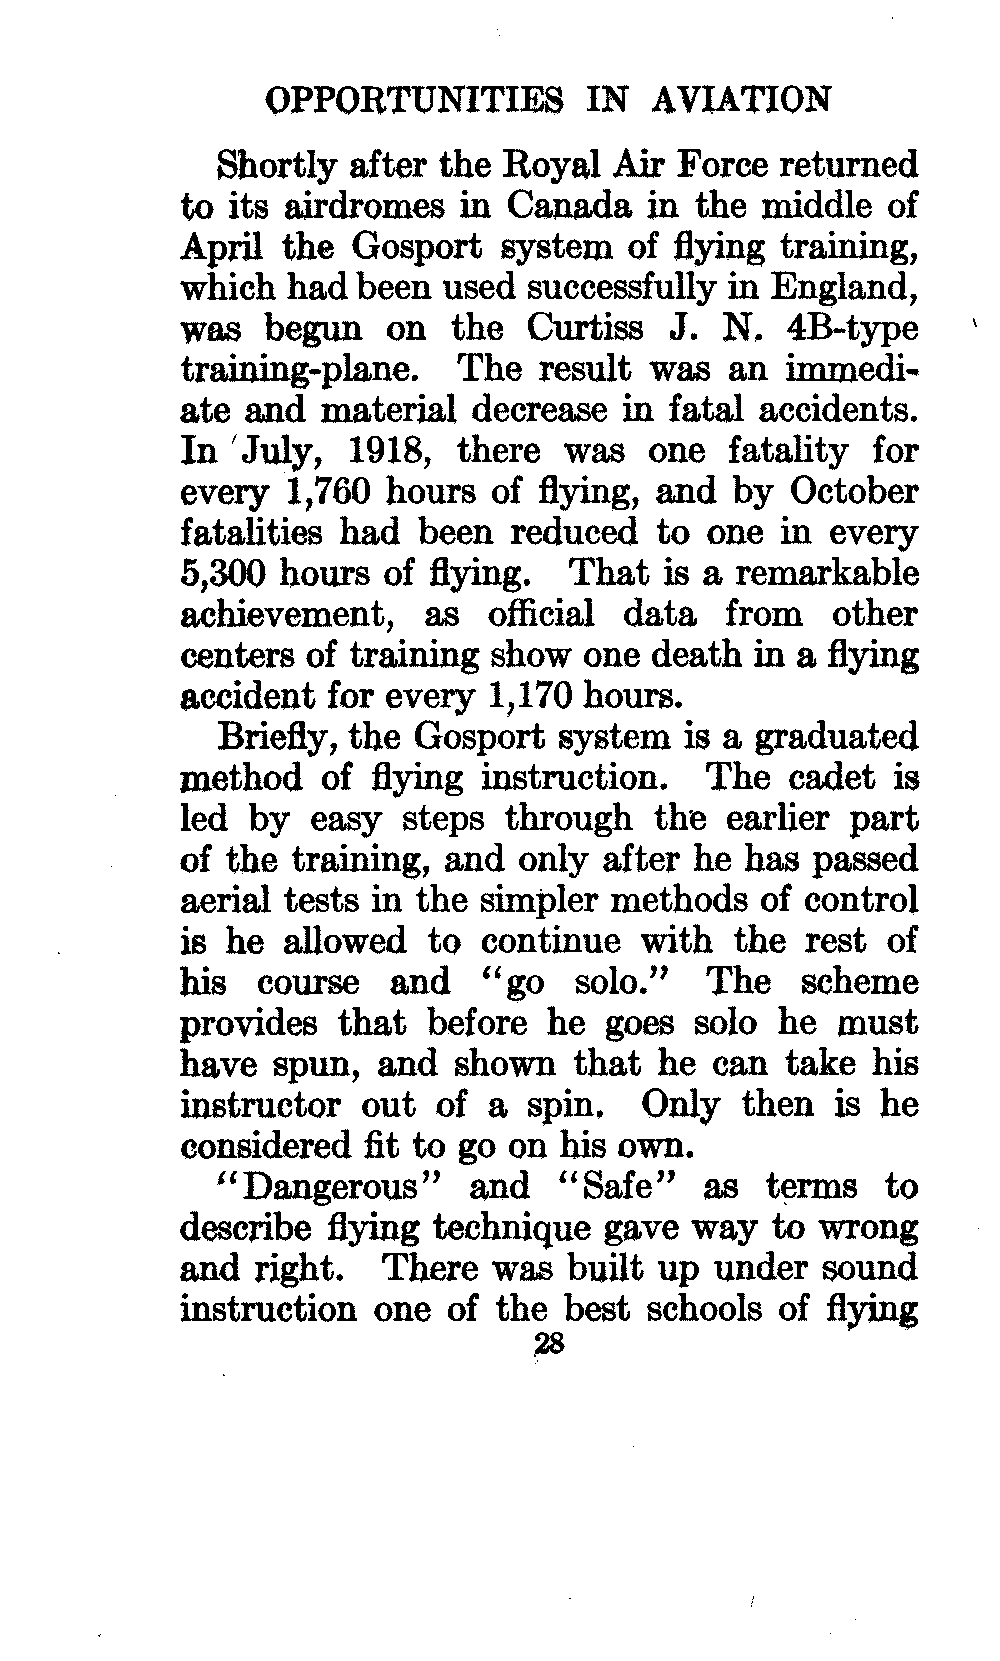 OPPORTUNITIES IN AVIATION
Shortly after the Royal Air Force returned
to its airdromes in Canada in the middle of
April the Gosport system of flying training,
which had been used successfully in England,
was begun on the Curtiss J. N. 4B-type
training-plane. The result was an immedi-
ate and material decrease in fatal accidents.
In July, 1918, there was one fatality for
every 1,760 hours of flying, and by October
fatalities had been reduced to one in every
5,300 hours of flying. That is a remarkable
achievement, as official data from other
centers of training show one death in a flying
accident for every 1,170 hours.
Briefly, the Gosport system is a graduated
method of flying instruction. The cadet is
led by easy steps through the earlier part
of the training, and only after he has passed
aerial tests in the simpler methods of control
is he allowed to continue with the rest of
his course and "go solo." The scheme
provides that before he goes solo he must
have spun, and shown that he can take his
instructor out of a spin. Only then is he
considered fit to go on his own.
"Dangerous" and "Safe" as terms to
describe flying technique gave way to wrong
and right. There was built up under sound
instruction one of the best schools of flying
28